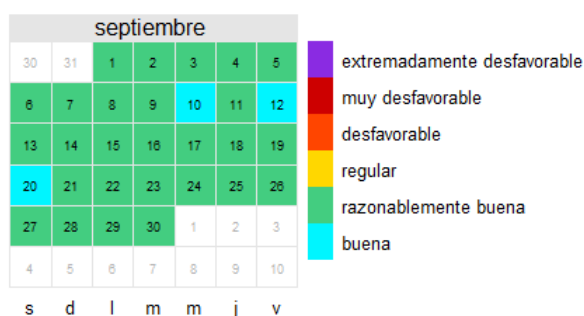 septiembre
30 31 1 2 3 4 5
6 7 8 9 10 11 12
13 14 15 16 17 18 19
20 21 22 23 24 25 26
27 28 29 30 1 2 3
4 5 6 7 8 9 10
s d l m m j v
extremadamente desfavorable
muy desfavorable
desfavorable
regular
razonablemente buena
buena